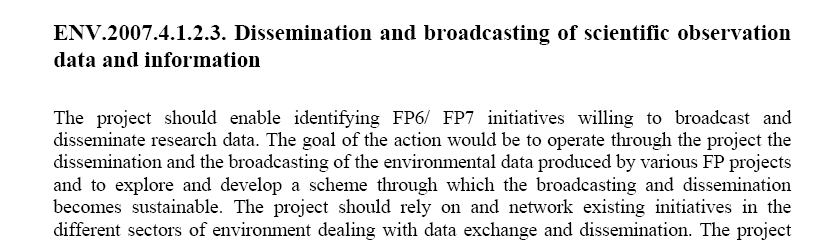 ENV.2007.4.1.2.3. Dissemination and broadcasting of scientific observation
data and information
The project should enable identifying FP6/ FP7 initiatives willing to broadcast and
disseminate research data. The goal of the action would be to operate through the project the
dissemination and the broadcasting of the environmental data produced by various FP projects
and to explore and develop a scheme through which the broadcasting and dissemination
becomes sustainable. The project should rely on and network existing initiatives in the
different sectors of environment dealing with data exchange and dissemination. The project